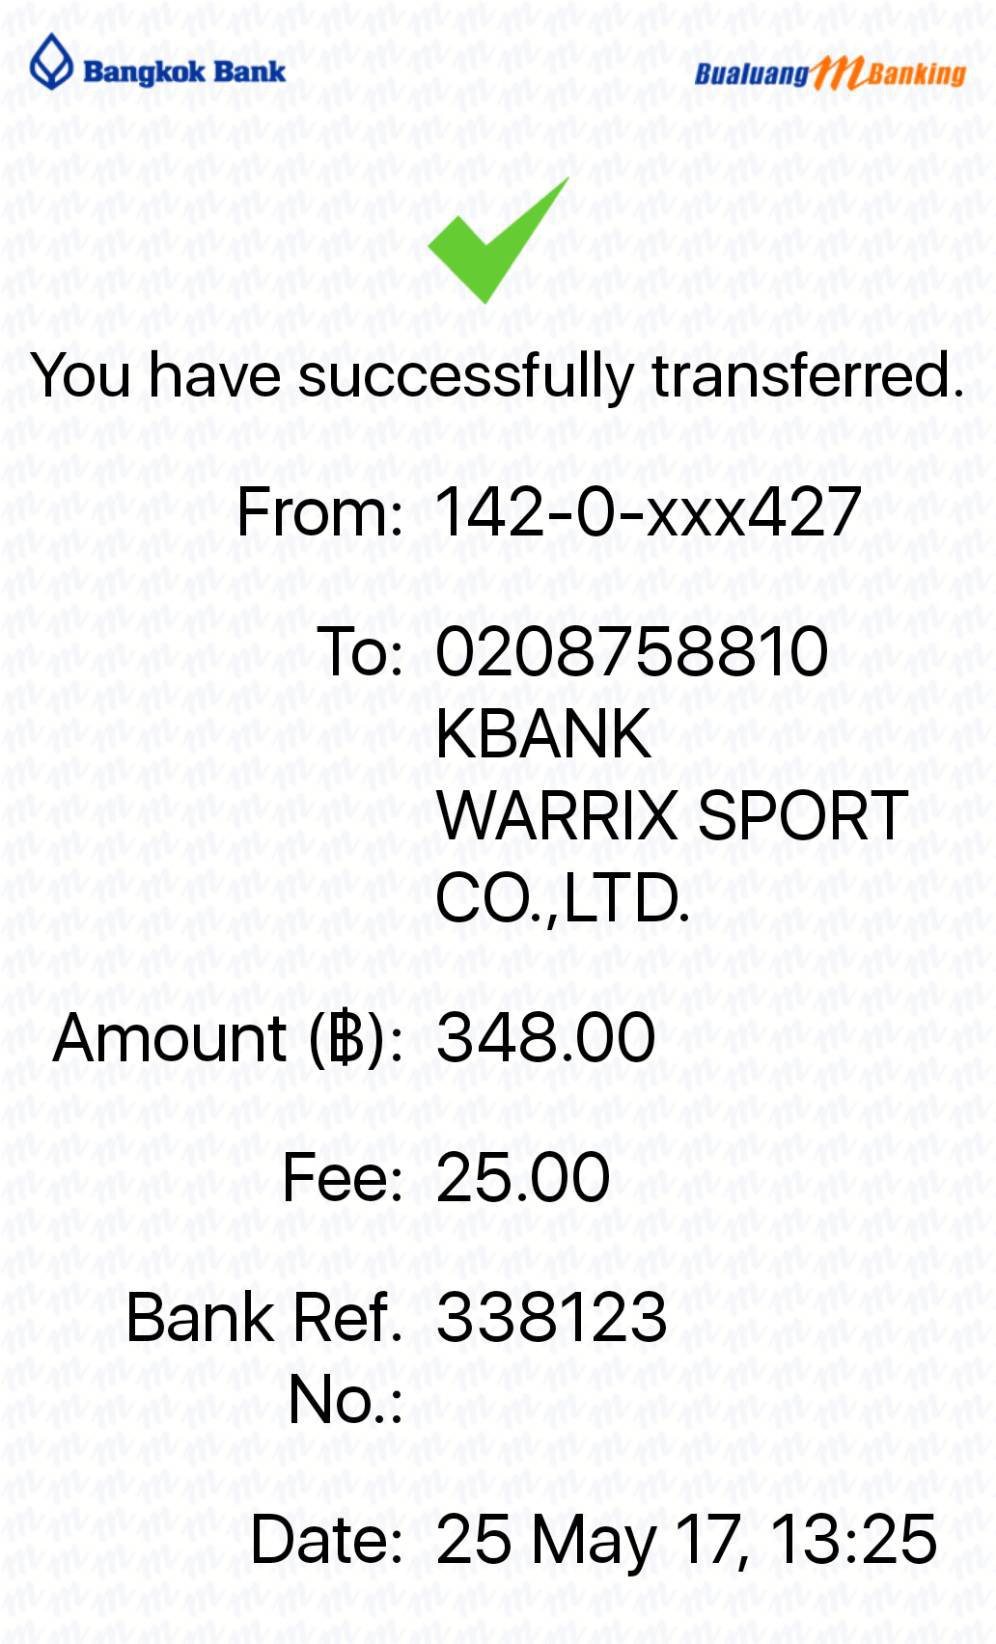 Bangkok Bank
Bualuang m Banking
You have successfully transferred.
From: 142-0-xxx427
To: 0208758810
KBANK
WARRIX SPORT
CO.,LTD.
Amount (฿): 348.00
Fee: 25.00
Bank Ref. 338123
No.:
Date: 25 May 17, 13:25